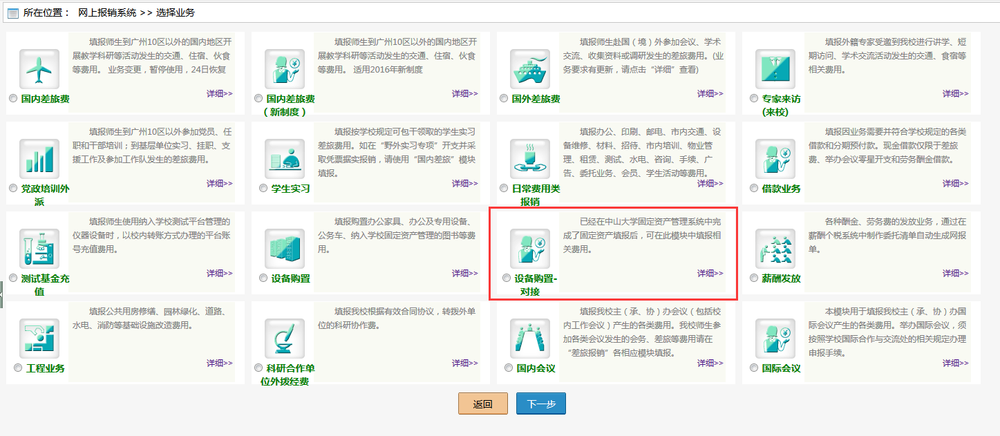 所在位置： 网上报销系统 >> 选择业务
填报师生到广州10区以外的国内地区开
展教学科研等活动发生的交通、住宿、伙食
等费用。 业务变更，暂停使用，24日恢复
详细>>
国内差旅费
填报师生到广州10区以外的国内地区开
展教学科研等活动发生的交通、住宿、伙食
等费用。 适用2016年新制度
详细>>
国内差旅费
（新制度）
填报师生赴国（境）外参加会议、学术
交流、收集资料或调研发生的差旅费用。(业
务要求有更新，请点击“详细”查看)
详细>>
国外差旅费
填报外籍专家受邀到我校进行讲学、短
期访问、学术交流活动发生的交通、食宿等
相关费用。
详细>>
专家来访
(来校)
填报师生到广州10区以外参加党员、任
职和干部培训；到基层单位实习、挂职、支
援工作及参加工作队发生的差旅费用。
详细>>
党政培训外
派
填报按学校规定可包干领取的学生实习
差旅费用。如在“野外实习专项”开支并采
取凭票据实报销，请使用“国内差旅”模块
填报。
详细>>
学生实习
填报办公、印刷、邮电、市内交通、设
备维修、材料、招待、市内培训、物业管
理、租赁、测试、水电、咨询、手续、广
告、委托业务、会员、学生活动等费用。
详细>>
日常费用类
报销
填报因业务需要并符合学校规定的各类
借款和分期预付款。现金借款仅限于差旅
费、举办会议零星开支和劳务酬金借款。
详细>>
借款业务
填报师生使用纳入学校测试平台管理的
仪器设备时，以校内转账方式办理的平台账
号充值费用。
详细>>
测试基金充
值
填报购置办公家具、办公及专用设备、
公务车、纳入学校固定资产管理的图书等费
用。
详细>>
设备购置
已经在中山大学固定资产管理系统中完
成了固定资产填报后，可在此模块中填报相
关费用。
详细>>
设备购置-
对接
各种酬金、劳务费的发放业务，通过在
薪酬个税系统中制作委托清单自动生成网报
单。
详细>>
薪酬发放
填报公共用房修缮、园林绿化、道路、
水电、消防等基础设施改造费用。
详细>>
工程业务
填报我校根据有效合同协议，转拨外单
位的科研协作费。
详细>>
科研合作单
位外拨经费
填报我校主（承、协）办会议（包括校
内工作会议）产生的各类费用。我校师生参
加各类会议发生的会务、差旅等费用请在
“差旅报销”各相应模块填报。
详细>>
国内会议
本模块用于填报我校主（承、协）办国
际会议产生的各类费用。举办国际会议，须
按照学校国际合作与交流处的相关规定办理
申报手续。
详细>>
国际会议
返回
下一步